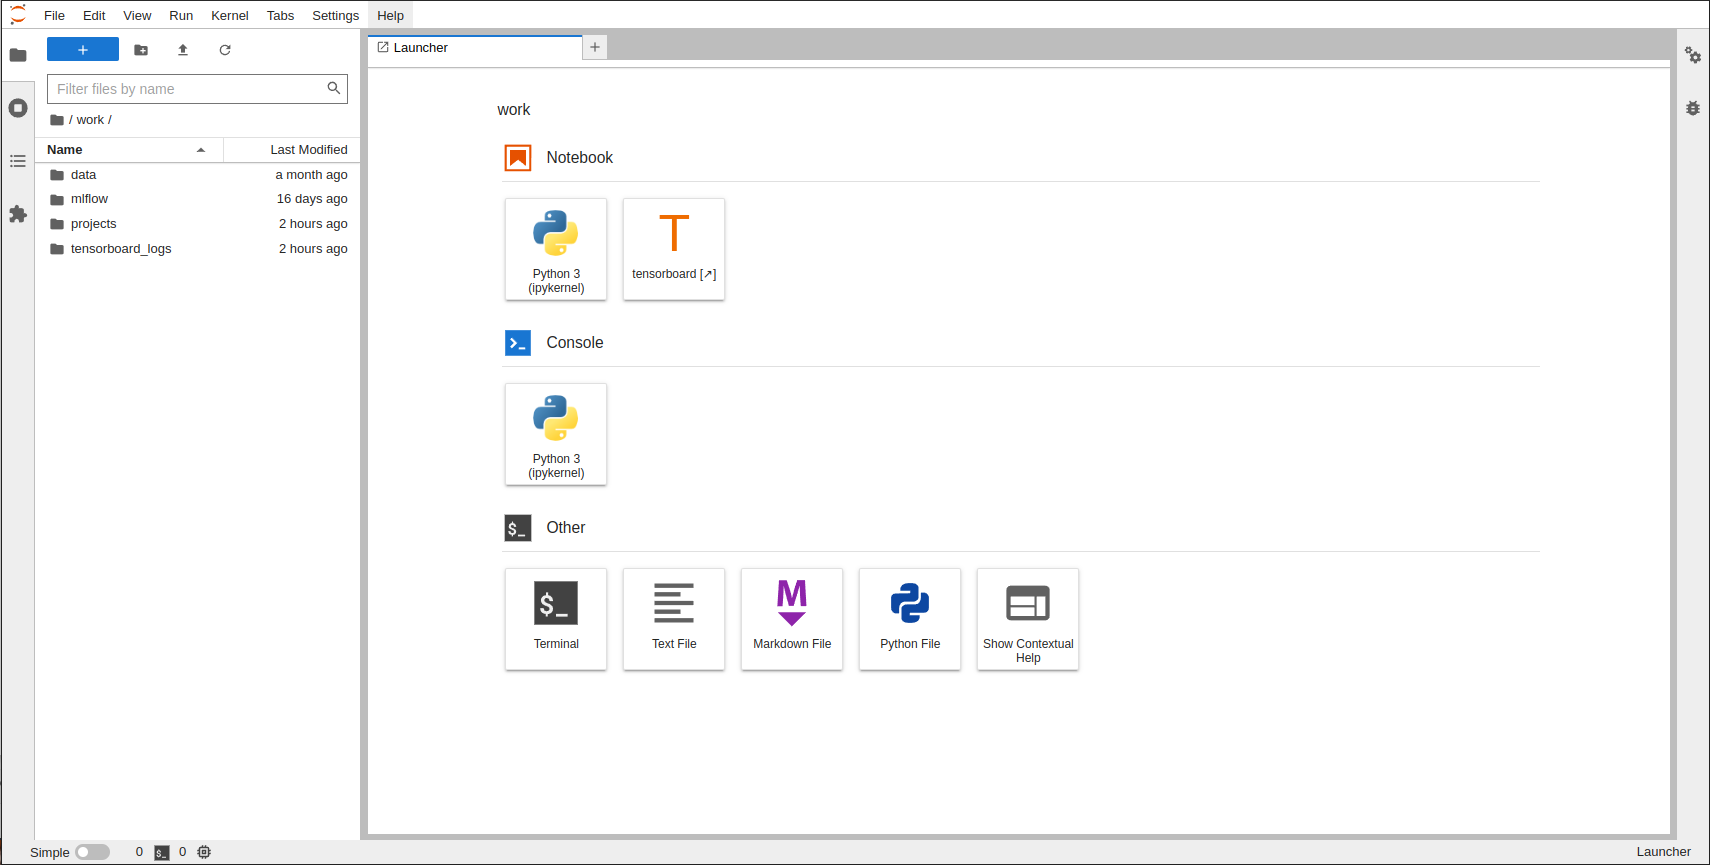 File Edit View Run Kernel Tabs Settings Help
Filter files by name
/ work /
Name Last Modified
data a month ago
mlflow 16 days ago
projects 2 hours ago
tensorboard_logs 2 hours ago
Launcher
work
Notebook
Python 3
(ipykernel)
tensorboard [↗]
Console
Python 3
(ipykernel)
Other
$_
Terminal
Text File
M
Markdown File
Python File
Show Contextual
Help
Simple 0 $_ 0
Launcher